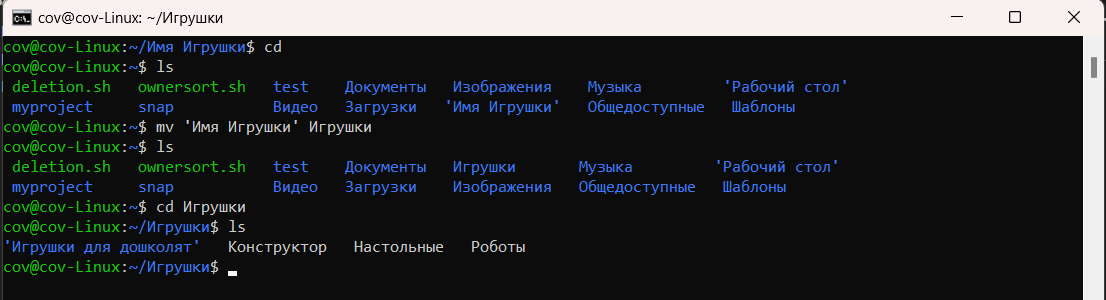 cov@cov-Linux: ~/Игрушки
cov@cov-Linux:~/Имя Игрушки$ cd
cov@cov-Linux:~$ ls
deletion.sh ownersort.sh test Документы Изображения Музыка 'Рабочий стол'
myproject snap Видео Загрузки 'Имя Игрушки' Общедоступные Шаблоны
cov@cov-Linux:~$ mv 'Имя Игрушки' Игрушки
cov@cov-Linux:~$ ls
deletion.sh ownersort.sh test Документы Игрушки Музыка 'Рабочий стол'
myproject snap Видео Загрузки Изображения Общедоступные Шаблоны
cov@cov-Linux:~$ cd Игрушки
cov@cov-Linux:~/Игрушки$ ls
'Игрушки для дошколят' Конструктор Настольные Роботы
cov@cov-Linux:~/Игрушки$